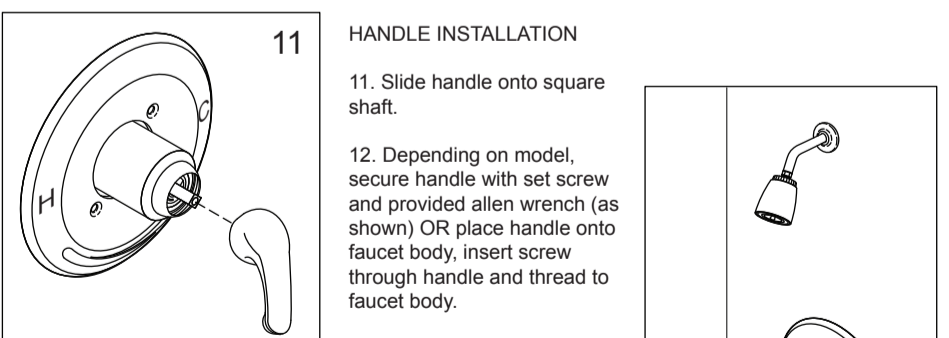 11
H
C
HANDLE INSTALLATION
11. Slide handle onto square
shaft.
12. Depending on model,
secure handle with set screw
and provided allen wrench (as
shown) OR place handle onto
faucet body, insert screw
through handle and thread to
faucet body.